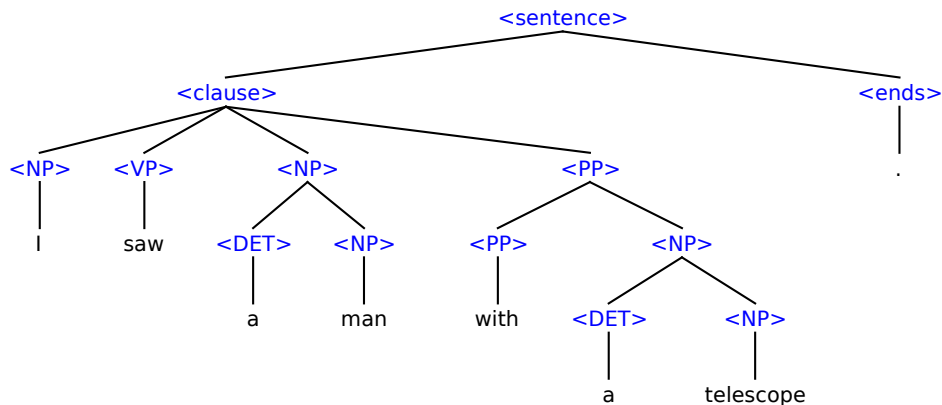 <sentence>
<clause> <ends>
<NP> <VP> <NP> <PP> .
I saw <DET> <NP> <PP> <NP>
a man with <DET> <NP>
a telescope